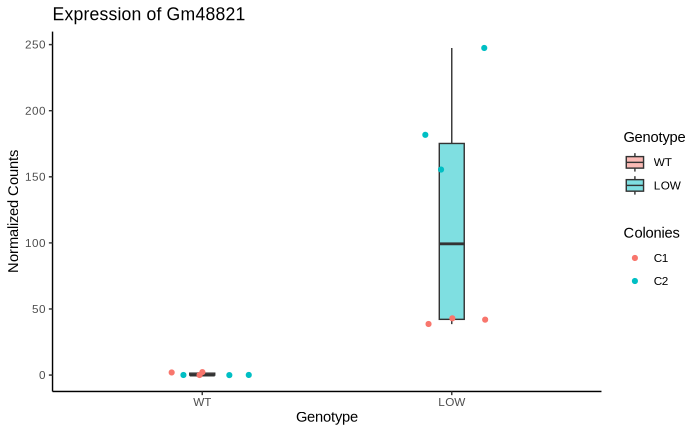 Expression of Gm48821
Normalized Counts
250
200
150
100
50
0
WT
LOW
Genotype
Genotype
WT
LOW
Colonies
C1
C2